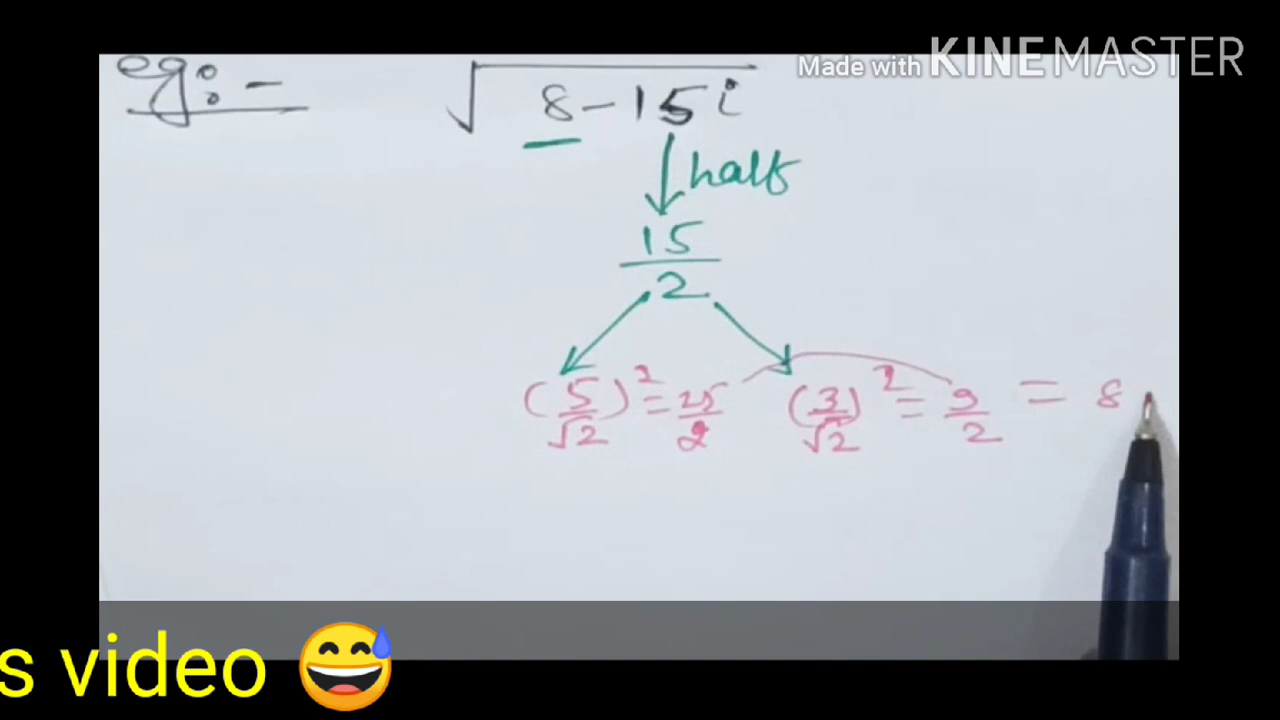 Made with KINEMASTER
eg:-
√8-15i
half
15
2
(5/√2)² = 25/2 (3/√2)² = 9/2 = 8
s video 😅